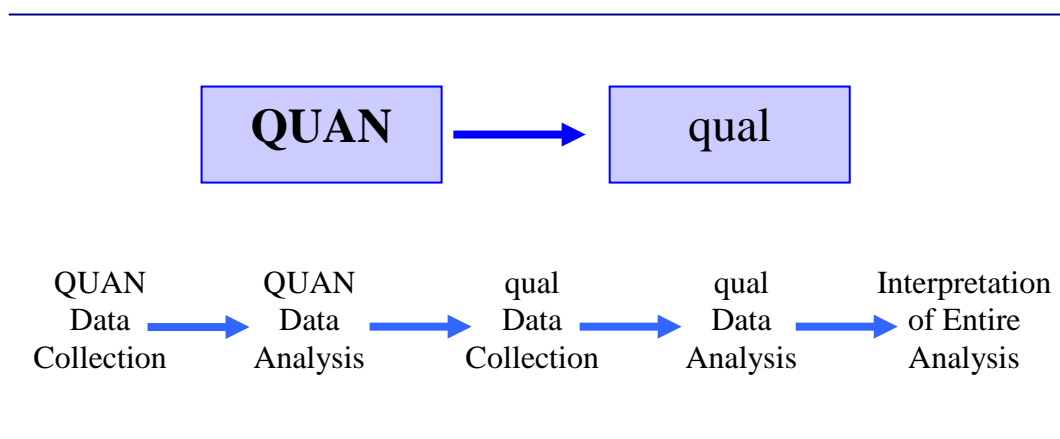 QUAN
qual
QUAN
Data
Collection
QUAN
Data
Analysis
qual
Data
Collection
qual
Data
Analysis
Interpretation
of Entire
Analysis